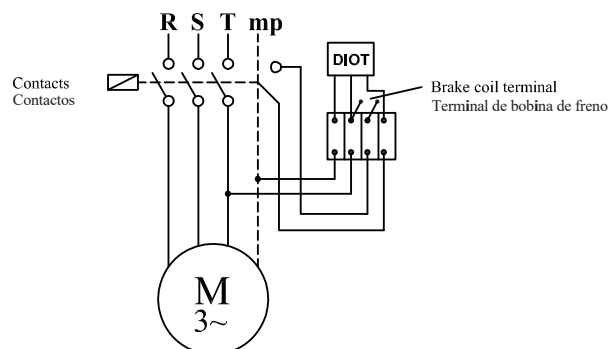 R S T mp
DIOT
Contacts
Contactos
Brake coil terminal
Terminal de bobina de freno
M
3~